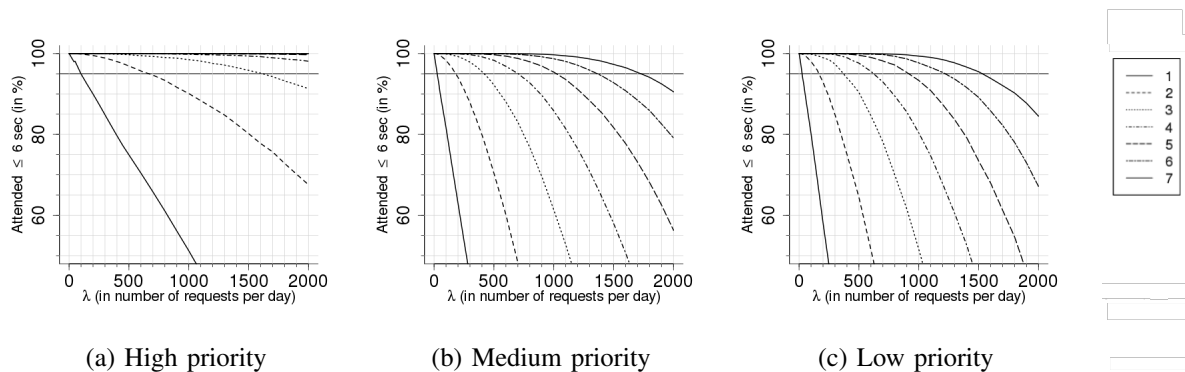 100
80
60
Attended ≤ 6 sec (in %)
0 500 1000 1500 2000
λ (in number of requests per day)
(a) High priority
100
80
60
Attended ≤ 6 sec (in %)
0 500 1000 1500 2000
λ (in number of requests per day)
(b) Medium priority
100
80
60
Attended ≤ 6 sec (in %)
0 500 1000 1500 2000
λ (in number of requests per day)
(c) Low priority
1
2
3
4
5
6
7